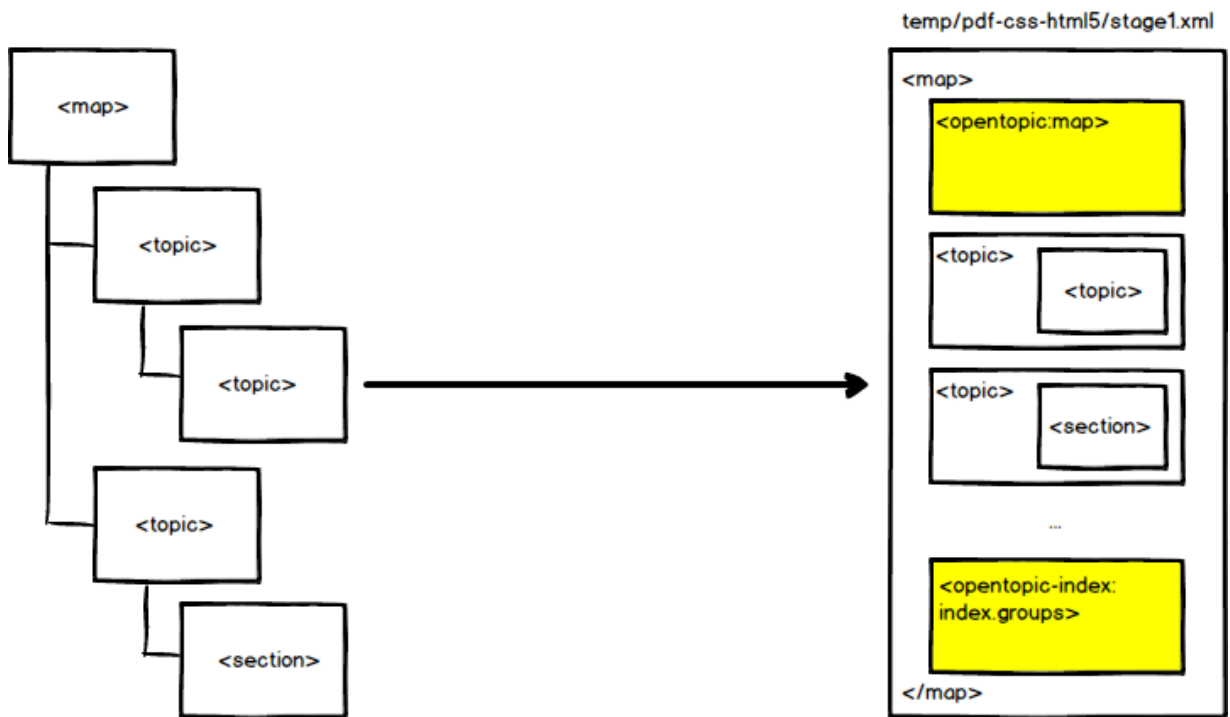 temp/pdf-css-html5/stage1.xml
<map>
<topic>
<topic>
<topic>
<section>
<map>
<opentopic:map>
<topic>
<topic>
<topic>
<section>
...
<opentopic-index:
index.groups>
</map>